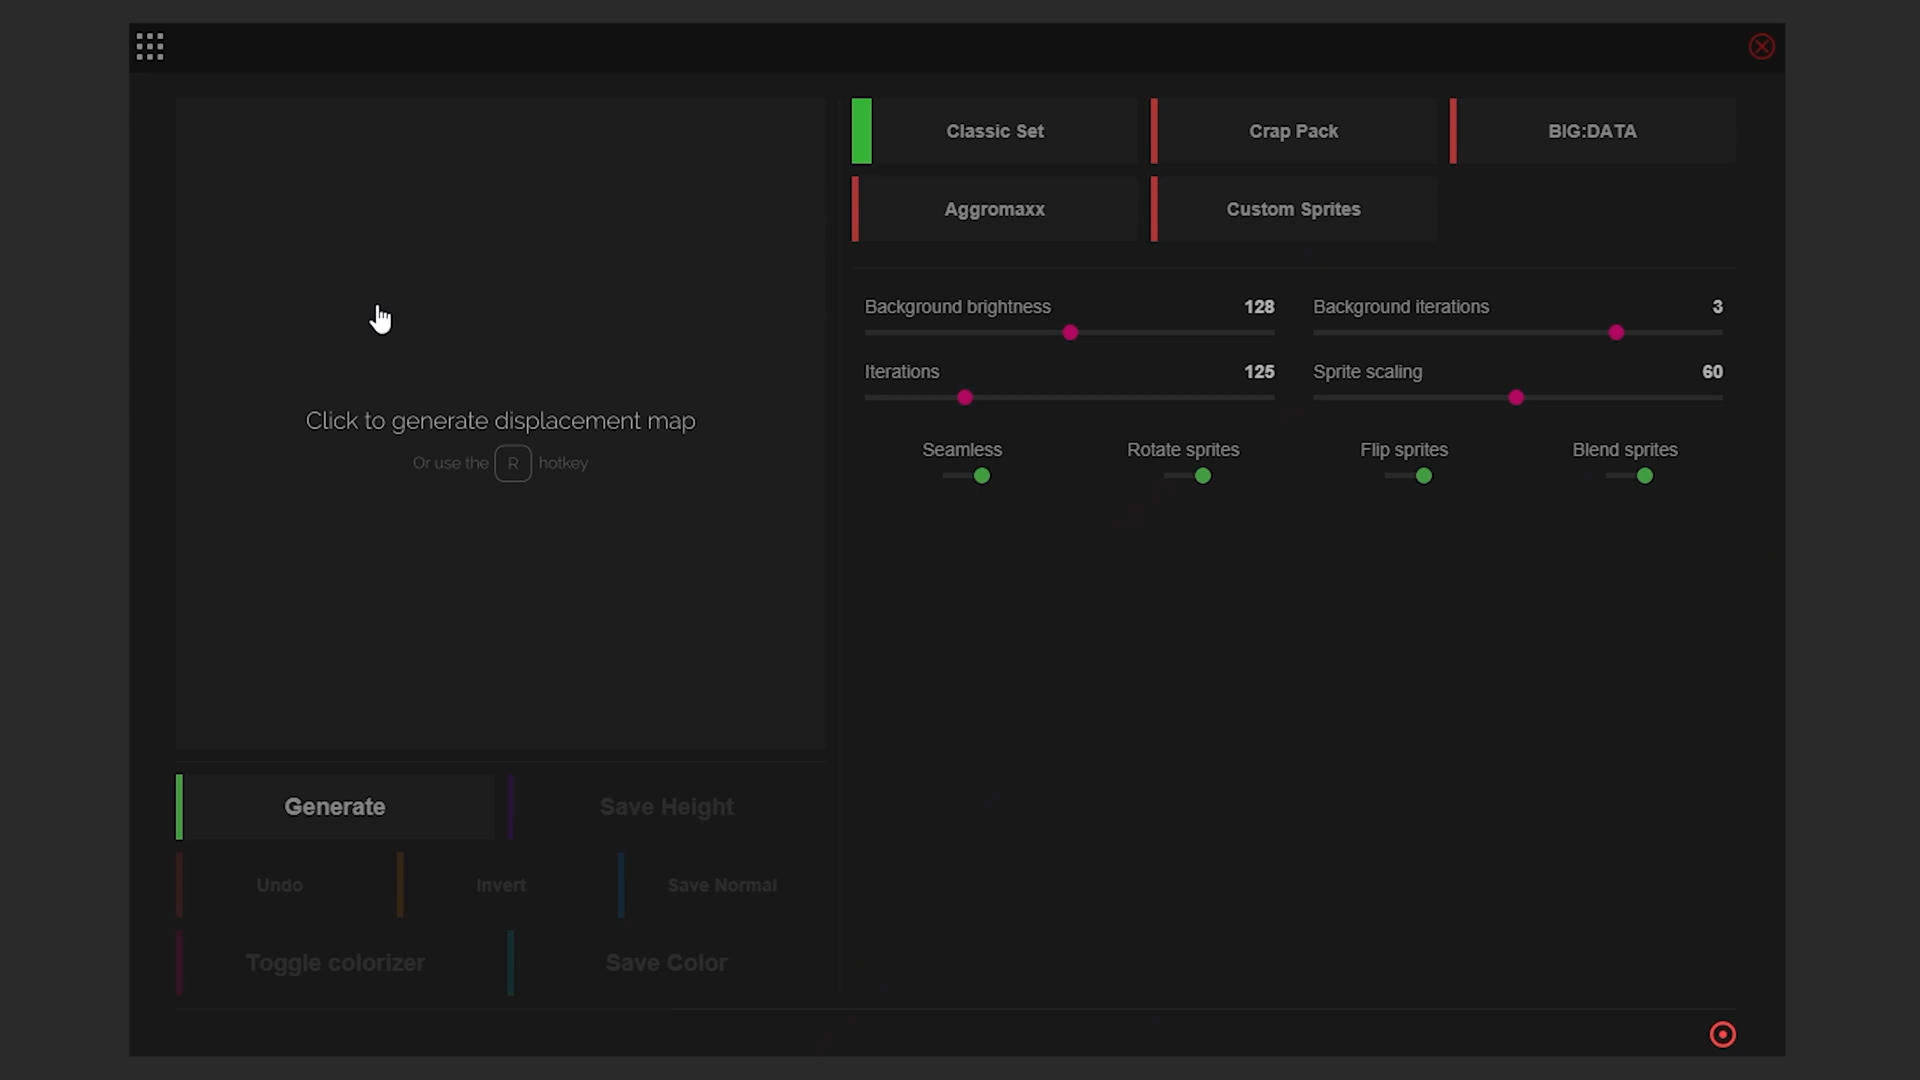 Classic Set
Crap Pack
BIG:DATA
Aggromaxx
Custom Sprites
Background brightness 128
Background iterations 3
Iterations 125
Sprite scaling 60
Seamless
Rotate sprites
Flip sprites
Blend sprites
Click to generate displacement map
Or use the R hotkey
Generate
Save Height
Undo
Invert
Save Normal
Toggle colorizer
Save Color